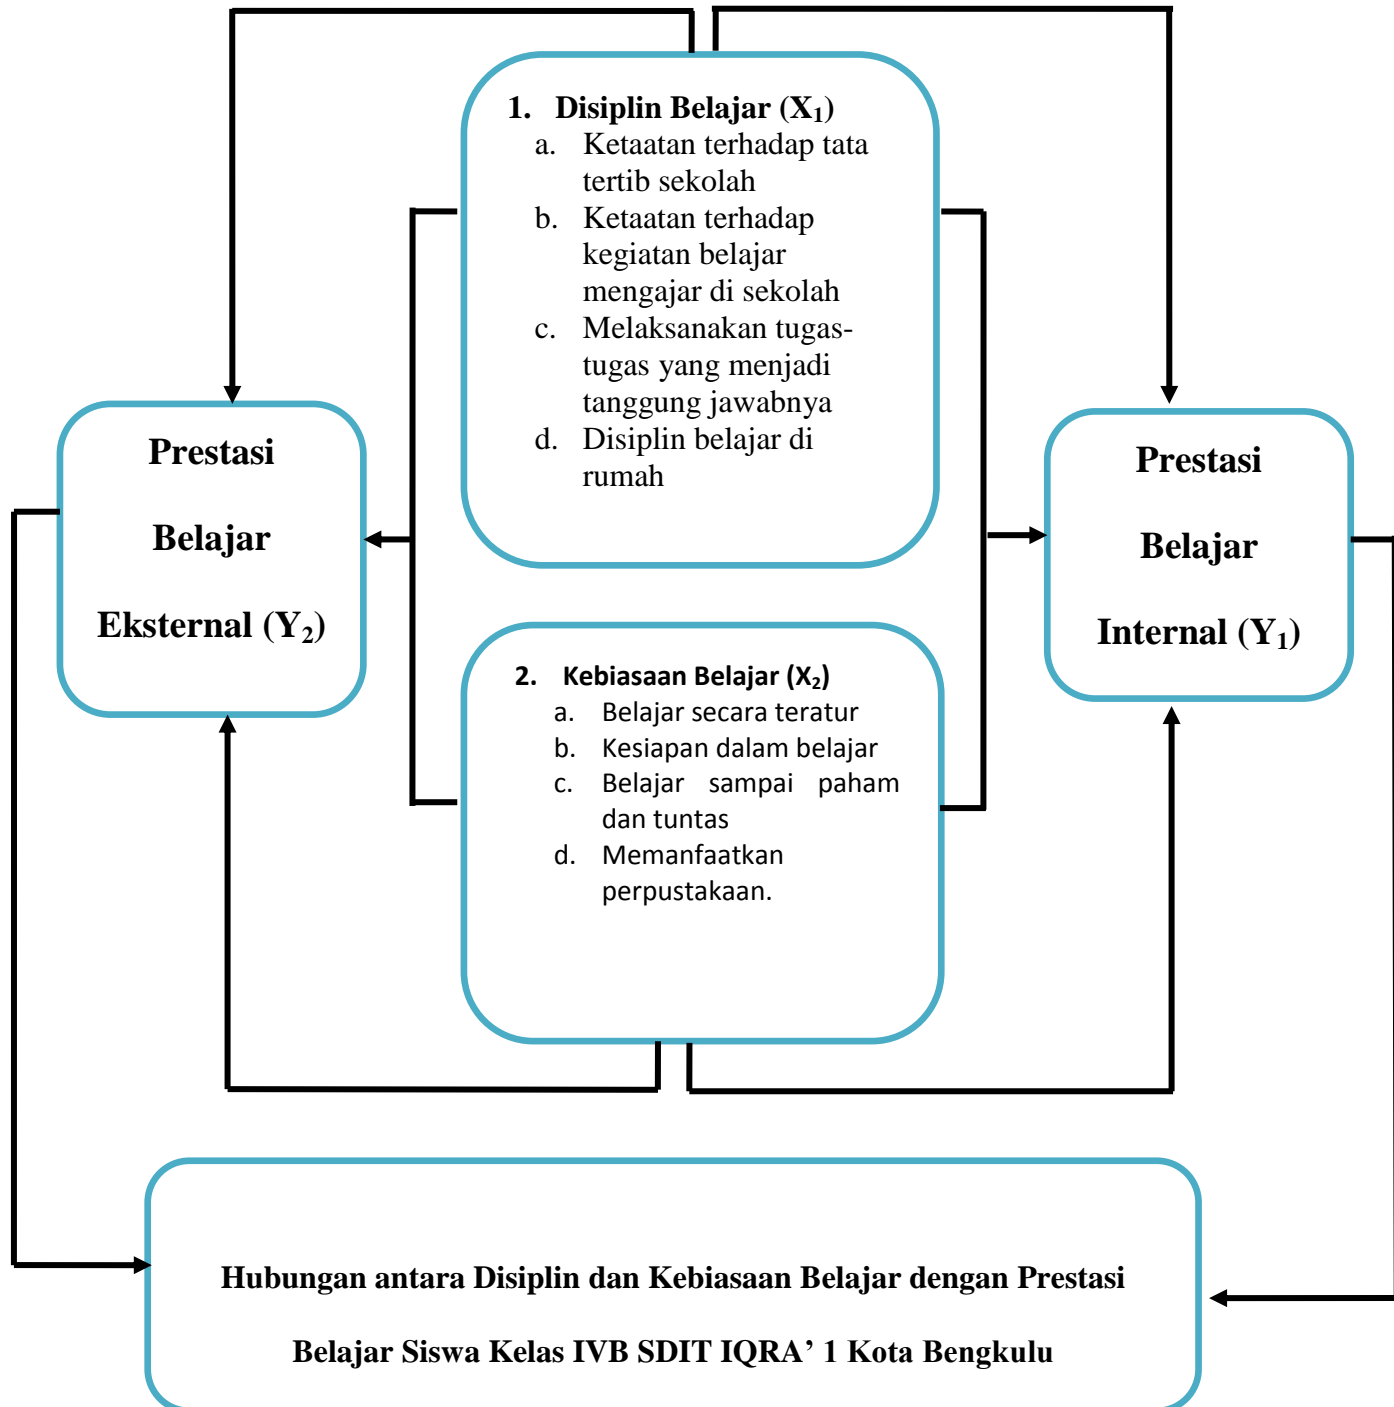 1. Disiplin Belajar (X₁)
a. Ketaatan terhadap tata
tertib sekolah
b. Ketaatan terhadap
kegiatan belajar
mengajar di sekolah
c. Melaksanakan tugas-
tugas yang menjadi
tanggung jawabnya
d. Disiplin belajar di
rumah
Prestasi
Belajar
Eksternal (Y₂)
Prestasi
Belajar
Internal (Y₁)
2. Kebiasaan Belajar (X₂)
a. Belajar secara teratur
b. Kesiapan dalam belajar
c. Belajar sampai paham
dan tuntas
d. Memanfaatkan
perpustakaan.
Hubungan antara Disiplin dan Kebiasaan Belajar dengan Prestasi
Belajar Siswa Kelas IVB SDIT IQRA’ 1 Kota Bengkulu